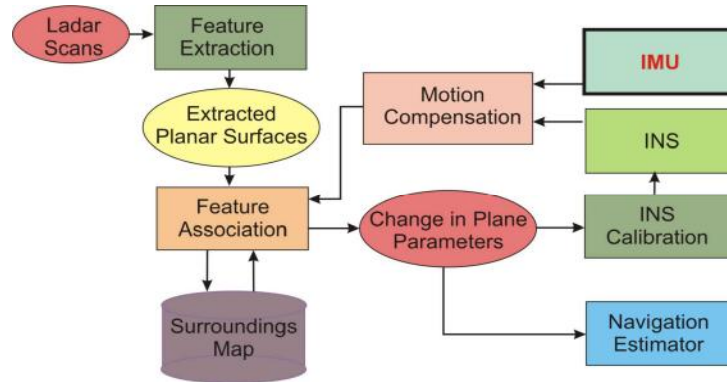 Ladar
Scans
Feature
Extraction
IMU
Motion
Compensation
Extracted
Planar Surfaces
INS
Feature
Association
Change in Plane
Parameters
INS
Calibration
Surroundings
Map
Navigation
Estimator